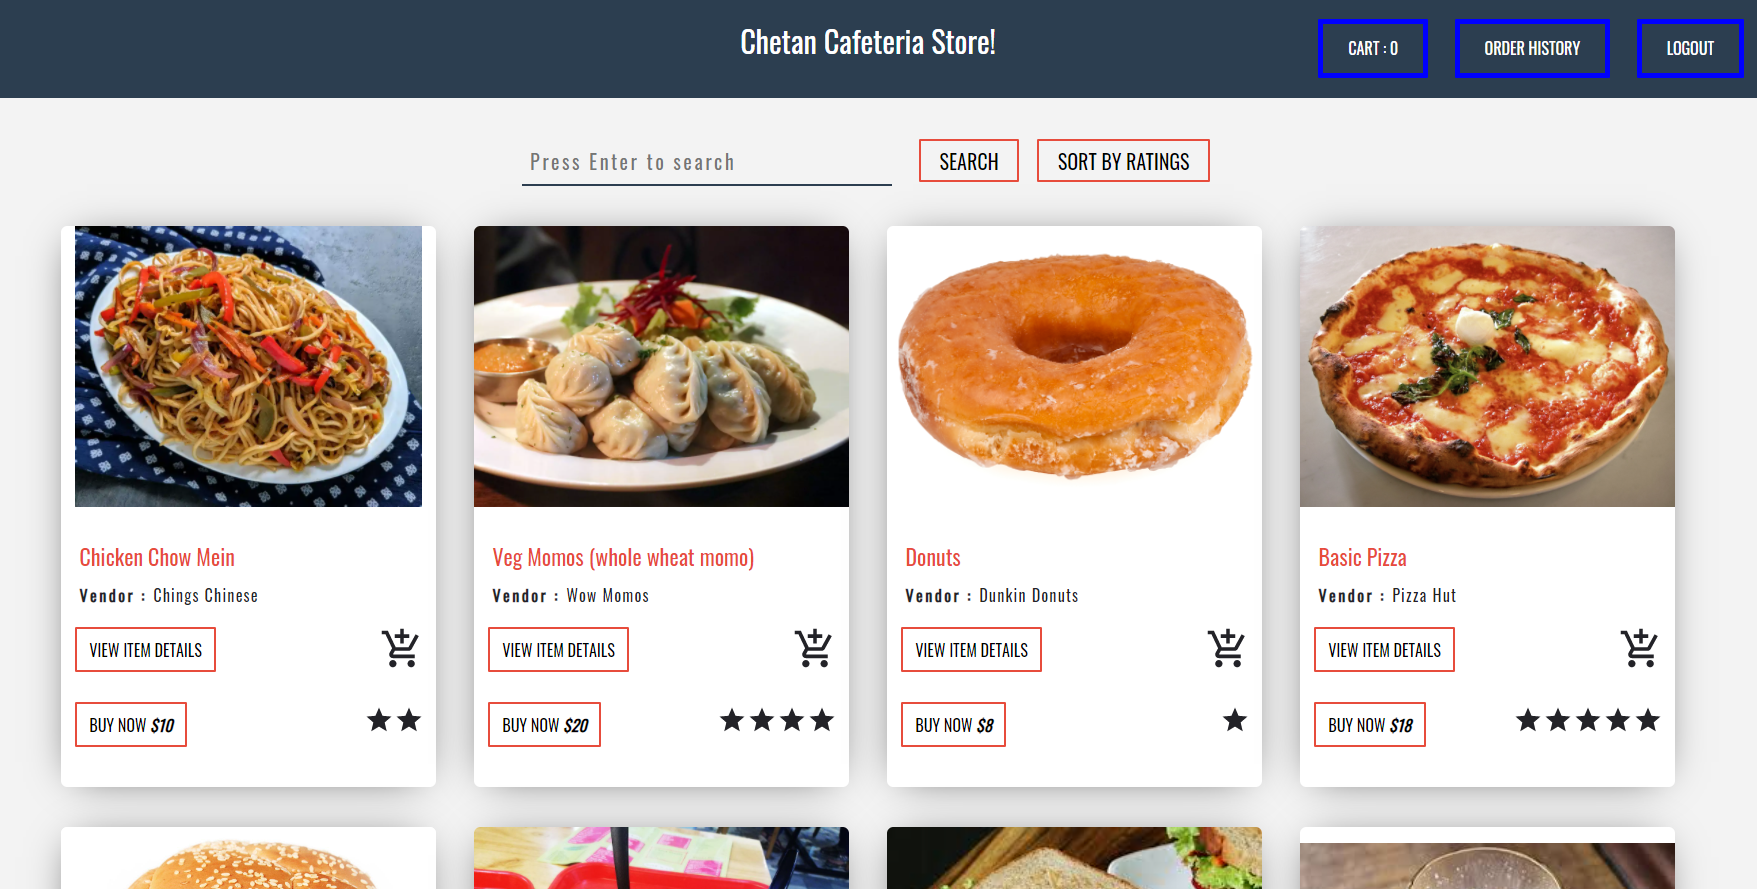 Chetan Cafeteria Store!
CART : 0
ORDER HISTORY
LOGOUT
Press Enter to search
SEARCH
SORT BY RATINGS
Chicken Chow Mein
Vendor : Chings Chinese
VIEW ITEM DETAILS
BUY NOW $10
Veg Momos (whole wheat momo)
Vendor : Wow Momos
VIEW ITEM DETAILS
BUY NOW $20
Donuts
Vendor : Dunkin Donuts
VIEW ITEM DETAILS
BUY NOW $8
Basic Pizza
Vendor : Pizza Hut
VIEW ITEM DETAILS
BUY NOW $18